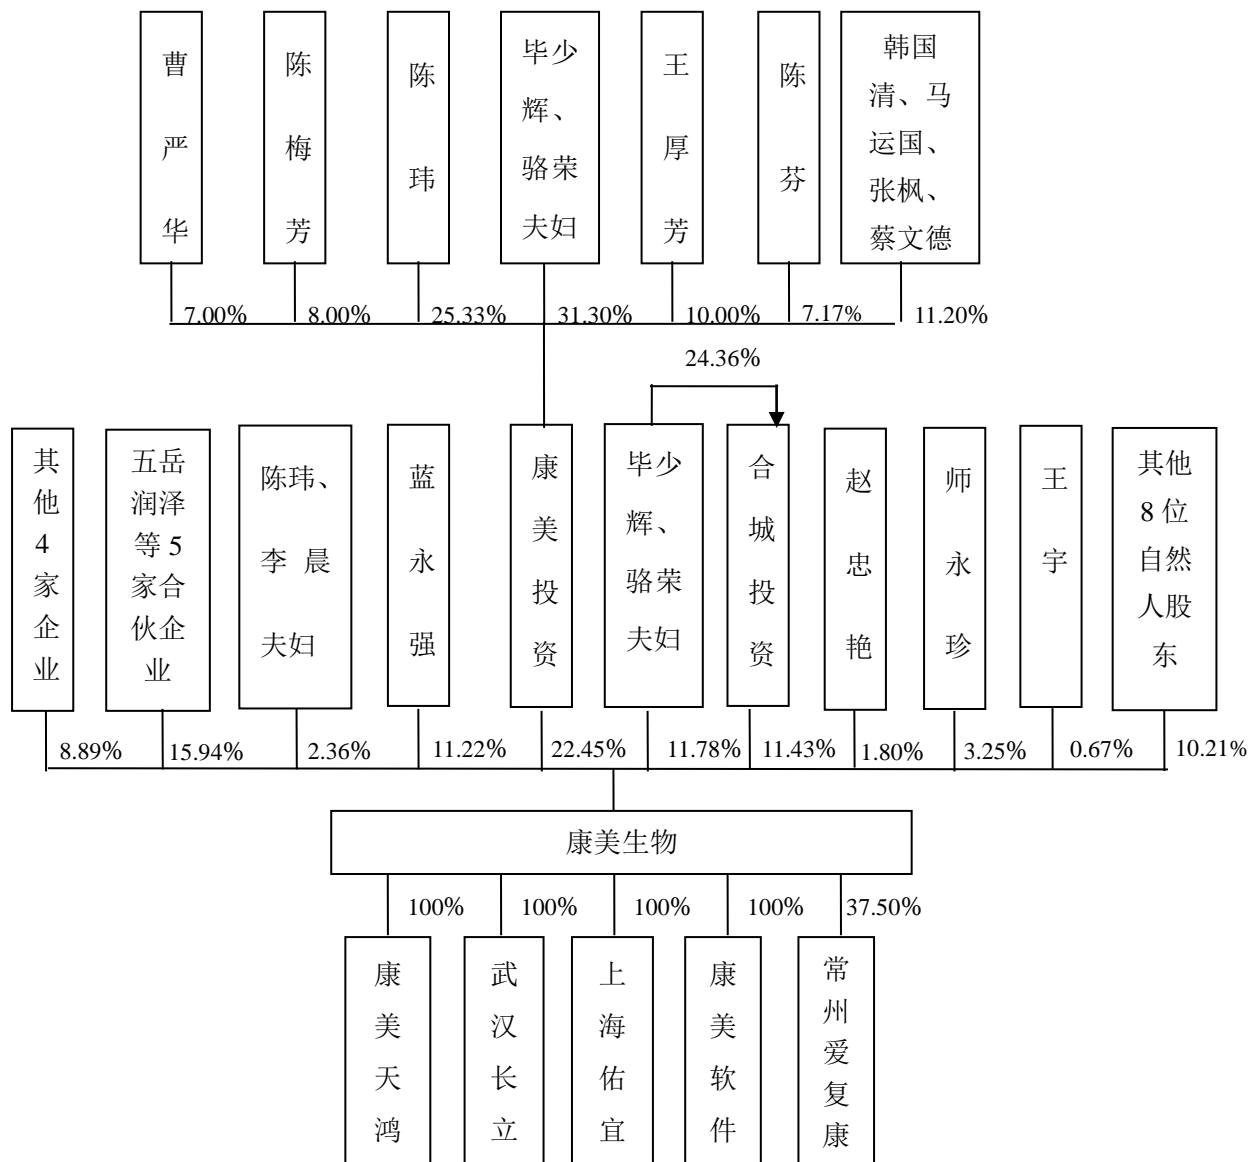 曹严华
陈梅芳
陈玮
毕少
辉、
骆荣
夫妇
王厚芳
陈芬
韩国
清、马
运国、
张枫、
蔡文德
7.00%
8.00%
25.33%
31.30%
10.00%
7.17%
11.20%
24.36%
其他4家企业
五岳
润泽
等 5
家合
伙企
业
陈玮、
李 晨
夫妇
蓝永强
康美投资
毕少
辉、
骆荣
夫妇
合城投资
赵忠艳
师永珍
王宇
其他
8 位
自然
人股
东
8.89%
15.94%
2.36%
11.22%
22.45%
11.78%
11.43%
1.80%
3.25%
0.67%
10.21%
康美生物
100%
100%
100%
100%
37.50%
康美天鸿
武汉长立
上海佑宜
康美软件
常州爱复康